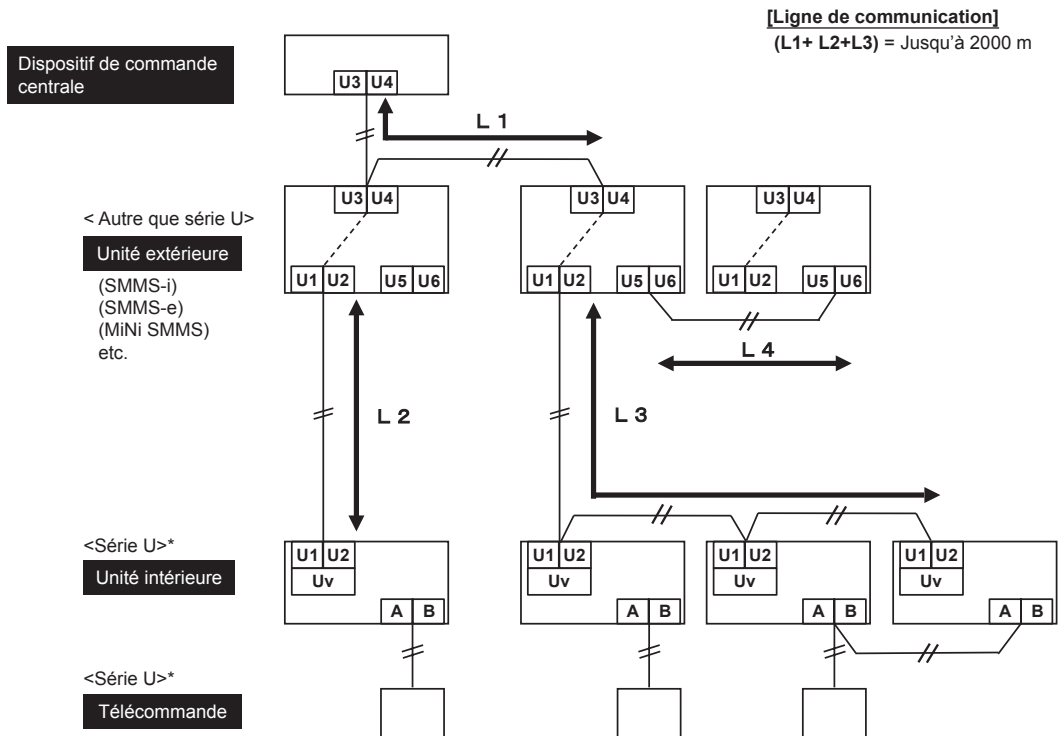 [Ligne de communication]
(L1+ L2+L3) = Jusqu'à 2000 m
Dispositif de commande
centrale
U3 U4
L 1
< Autre que série U>
Unité extérieure
(SMMS-i)
(SMMS-e)
(MiNi SMMS)
etc.
U3 U4
U3 U4
U3 U4
U1 U2 U5 U6
U1 U2 U5 U6
U1 U2 U5 U6
L 4
L 2
L 3
<Série U>*
Unité intérieure
U1 U2
Uv
A B
U1 U2
Uv
A B
U1 U2
Uv
A B
U1 U2
Uv
A B
<Série U>*
Télécommande